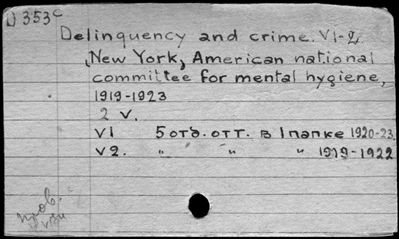 D 353c
Delinquency and crime. V1-2
New York, American national
committee for mental hygiene,
1919-1923
2 v.
V1 5 отд. отт. в 1 папке 1920-23.
V2. " " " " 1919-1922